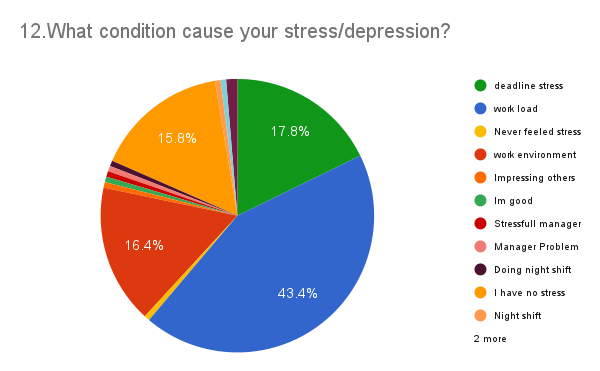 12.What condition cause your stress/depression?
17.8%
15.8%
16.4%
43.4%
deadline stress
work load
Never feeled stress
work environment
Impressing others
Im good
Stressfull manager
Manager Problem
Doing night shift
I have no stress
Night shift
2 more